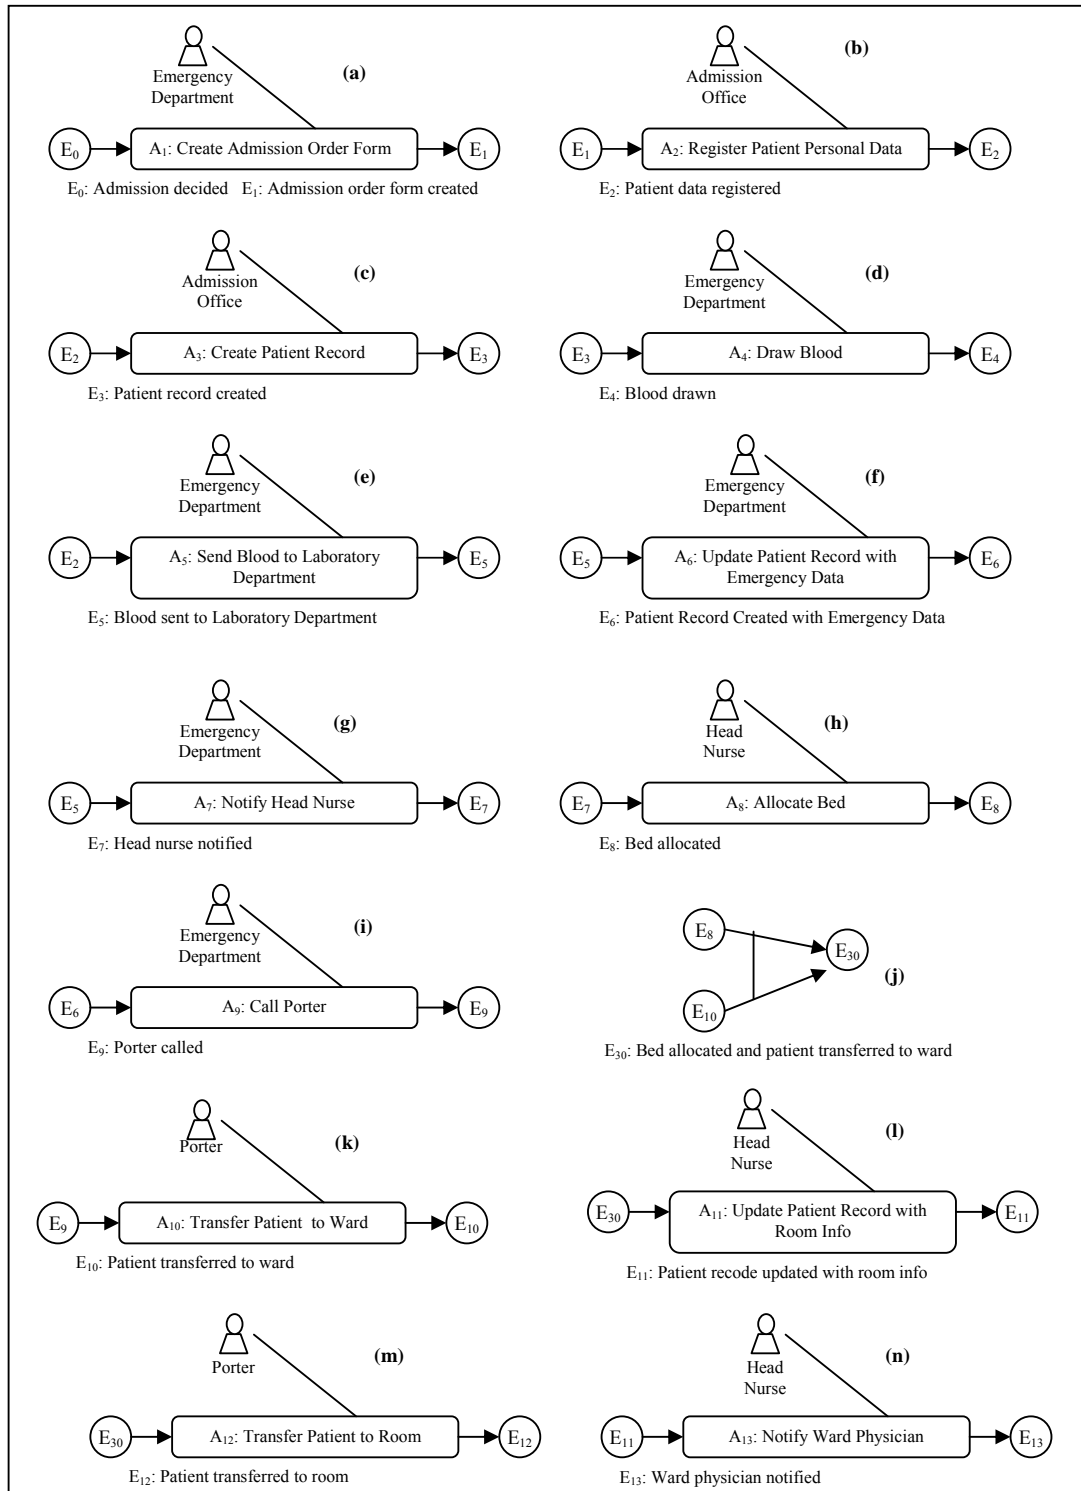 Emergency
Department
(a)
E0
A1: Create Admission Order Form
E1
E0: Admission decided E1: Admission order form created
Admission
Office
(b)
E1
A2: Register Patient Personal Data
E2
E2: Patient data registered
Admission
Office
(c)
E2
A3: Create Patient Record
E3
E3: Patient record created
Emergency
Department
(d)
E3
A4: Draw Blood
E4
E4: Blood drawn
Emergency
Department
(e)
E2
A5: Send Blood to Laboratory
Department
E5
E5: Blood sent to Laboratory Department
Emergency
Department
(f)
E5
A6: Update Patient Record with
Emergency Data
E6
E6: Patient Record Created with Emergency Data
Emergency
Department
(g)
E5
A7: Notify Head Nurse
E7
E7: Head nurse notified
Head
Nurse
(h)
E7
A8: Allocate Bed
E8
E8: Bed allocated
Emergency
Department
(i)
E6
A9: Call Porter
E9
E9: Porter called
E8
E30
(j)
E10
E30: Bed allocated and patient transferred to ward
Porter
(k)
E9
A10: Transfer Patient to Ward
E10
E10: Patient transferred to ward
Head
Nurse
(l)
E30
A11: Update Patient Record with
Room Info
E11
E11: Patient recode updated with room info
Porter
(m)
E30
A12: Transfer Patient to Room
E12
E12: Patient transferred to room
Head
Nurse
(n)
E11
A13: Notify Ward Physician
E13
E13: Ward physician notified